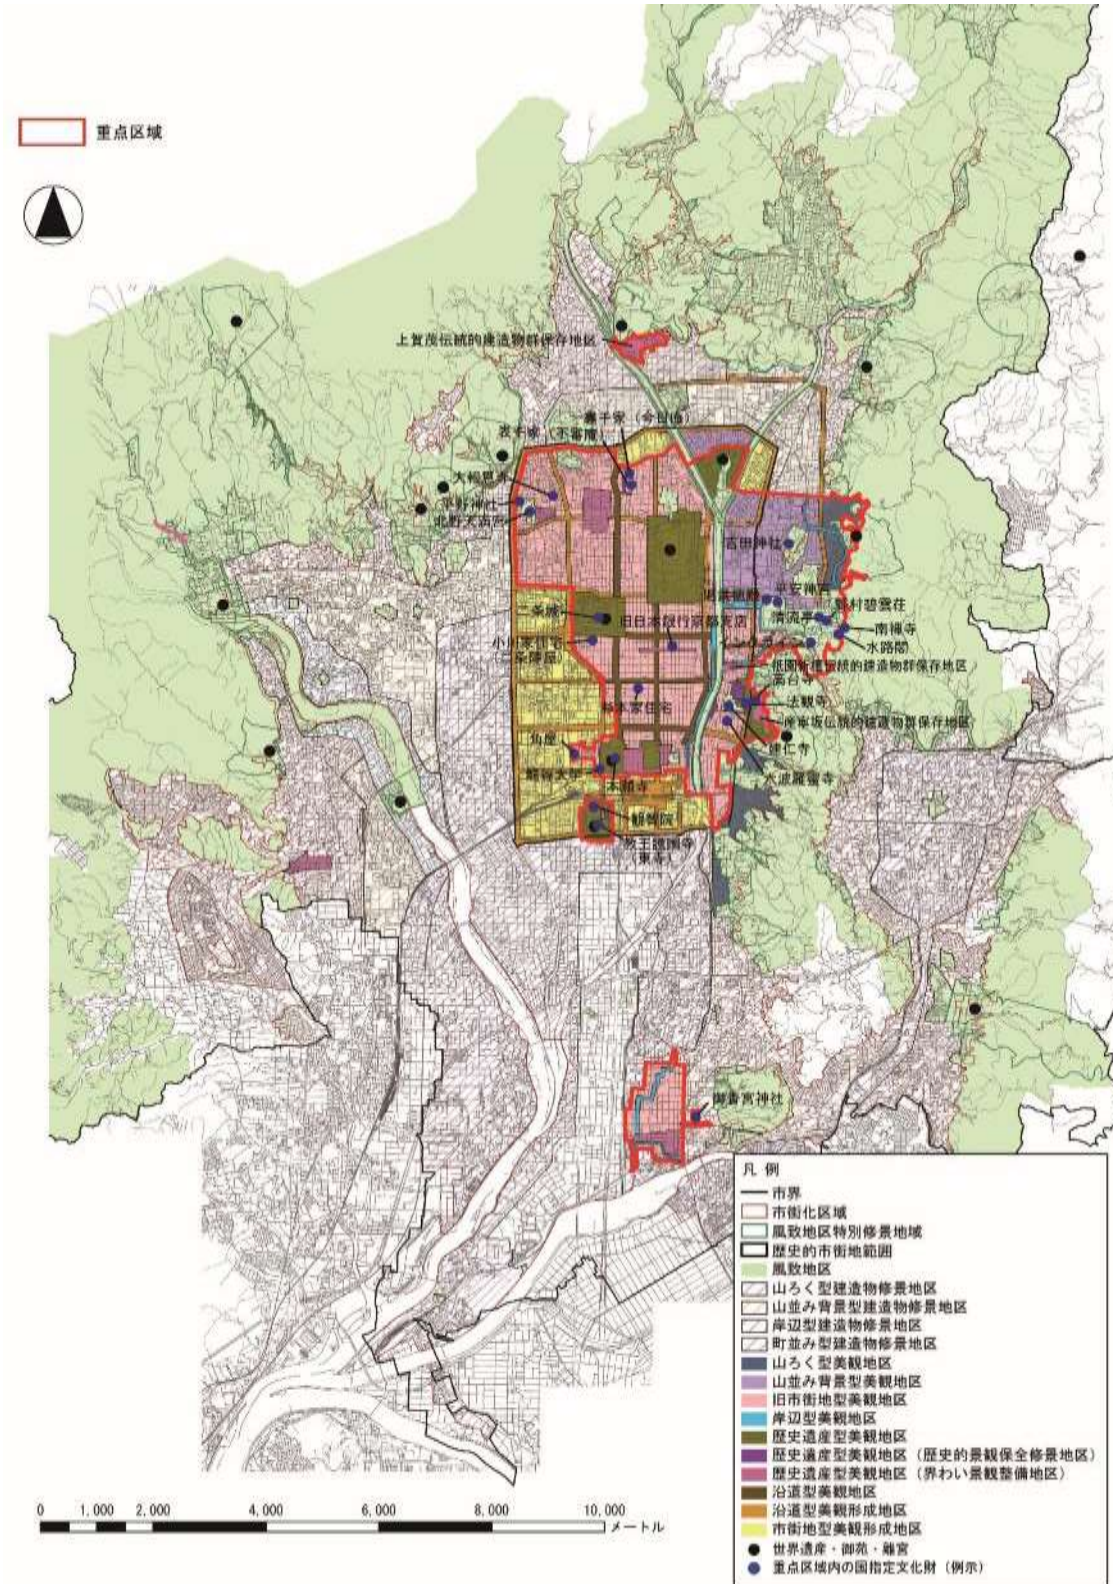 重点区域
上賀茂伝統的建造物群保存地区
裏千家（今日庵）
表千家（不審庵）
大報恩寺
平野神社
北野天満宮
吉田神社
平安神宮
野村碧雲荘
二条城
旧日本銀行京都支店
清流亭
南禅寺
小川家住宅
水路閣
祇園新橋伝統的建造物群保存地区
高台寺
法観寺
杉本家住宅
産寧坂伝統的建造物群保存地区
角屋
建仁寺
龍谷大学
六波羅蜜寺
本願寺
観智院
教王護国寺
（東寺）
御香宮神社
凡 例
市界
市街化区域
風致地区特別修景地域
歴史的市街地範囲
風致地区
山ろく型建造物修景地区
山並み背景型建造物修景地区
岸辺型建造物修景地区
町並み型建造物修景地区
山ろく型美観地区
山並み背景型美観地区
旧市街地型美観地区
岸辺型美観地区
歴史遺産型美観地区
歴史遺産型美観地区（歴史的景観保全修景地区）
歴史遺産型美観地区（界わい景観整備地区）
沿道型美観地区
沿道型美観形成地区
市街地型美観形成地区
世界遺産・御苑・離宮
重点区域内の国指定文化財（例示）
0 1,000 2,000 4,000 6,000 8,000 10,000
メートル